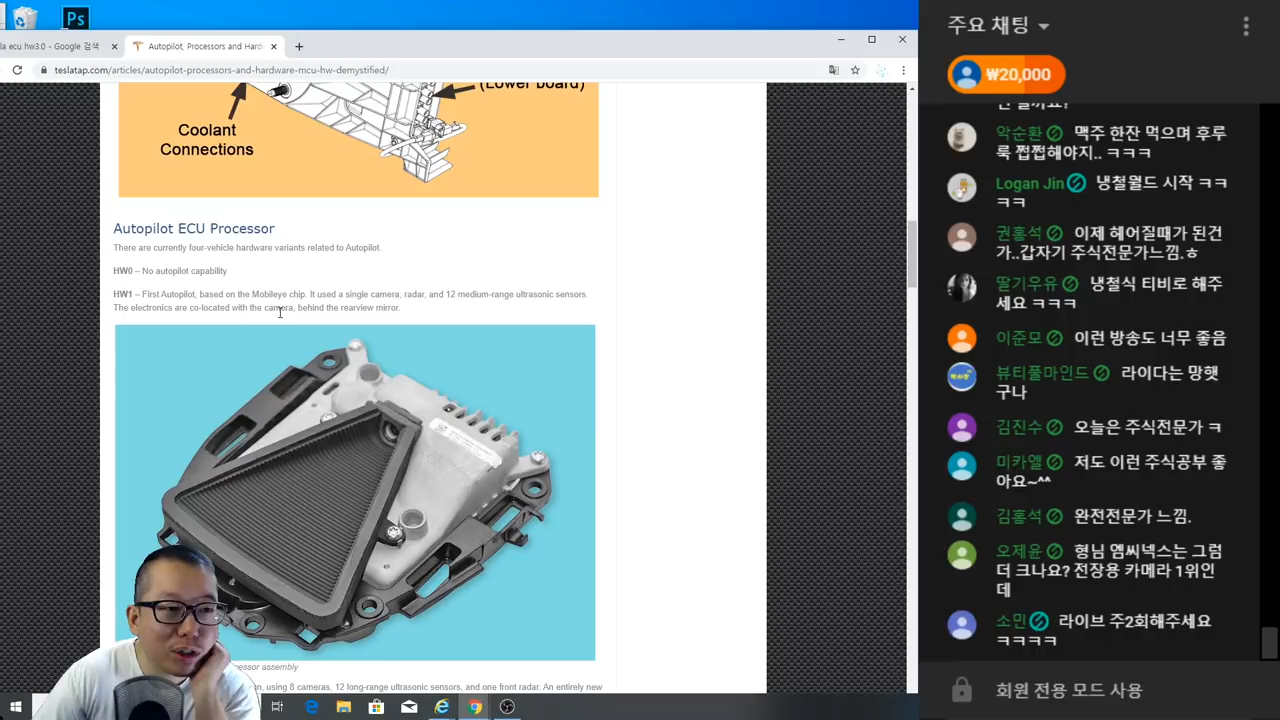 Ps
la ecu hw3.0 - Google 검색
Autopilot, Processors and Hard
teslatap.com/articles/autopilot-processors-and-hardware-mcu-hw-demystified/
(Lower board)
Coolant
Connections
Autopilot ECU Processor
There are currently four-vehicle hardware variants related to Autopilot.
HW0 – No autopilot capability
HW1 – First Autopilot, based on the Mobileye chip. It used a single camera, radar, and 12 medium-range ultrasonic sensors.
The electronics are co-located with the camera, behind the rearview mirror.
essor assembly
n, using 8 cameras, 12 long-range ultrasonic sensors, and one front radar. An entirely new
주요 채팅
₩20,000
악순환 맥주 한잔 먹으며 후루
룩 쩝쩝해야지.. ㅋㅋㅋ
Logan Jin 냉철월드 시작 ㅋㅋ
ㅋㅋ
권홍석 이제 헤어질때가 된건
가..갑자기 주식전문가느낌.ㅎ
딸기우유 냉철식 티비로 해주
세요 ㅋㅋㅋ
이준모 이런 방송도 너무 좋음
뷰티풀마인드 라이다는 망햇
구나
김진수 오늘은 주식전문가 ㅋ
미카엘 저도 이런 주식공부 좋
아요~^^
김홍석 완전전문가 느낌.
오제윤 형님 엠씨넥스는 그럼
더 크나요? 전장용 카메라 1위인
데
소민 라이브 주2회해주세요
ㅋㅋㅋㅋ
회원 전용 모드 사용